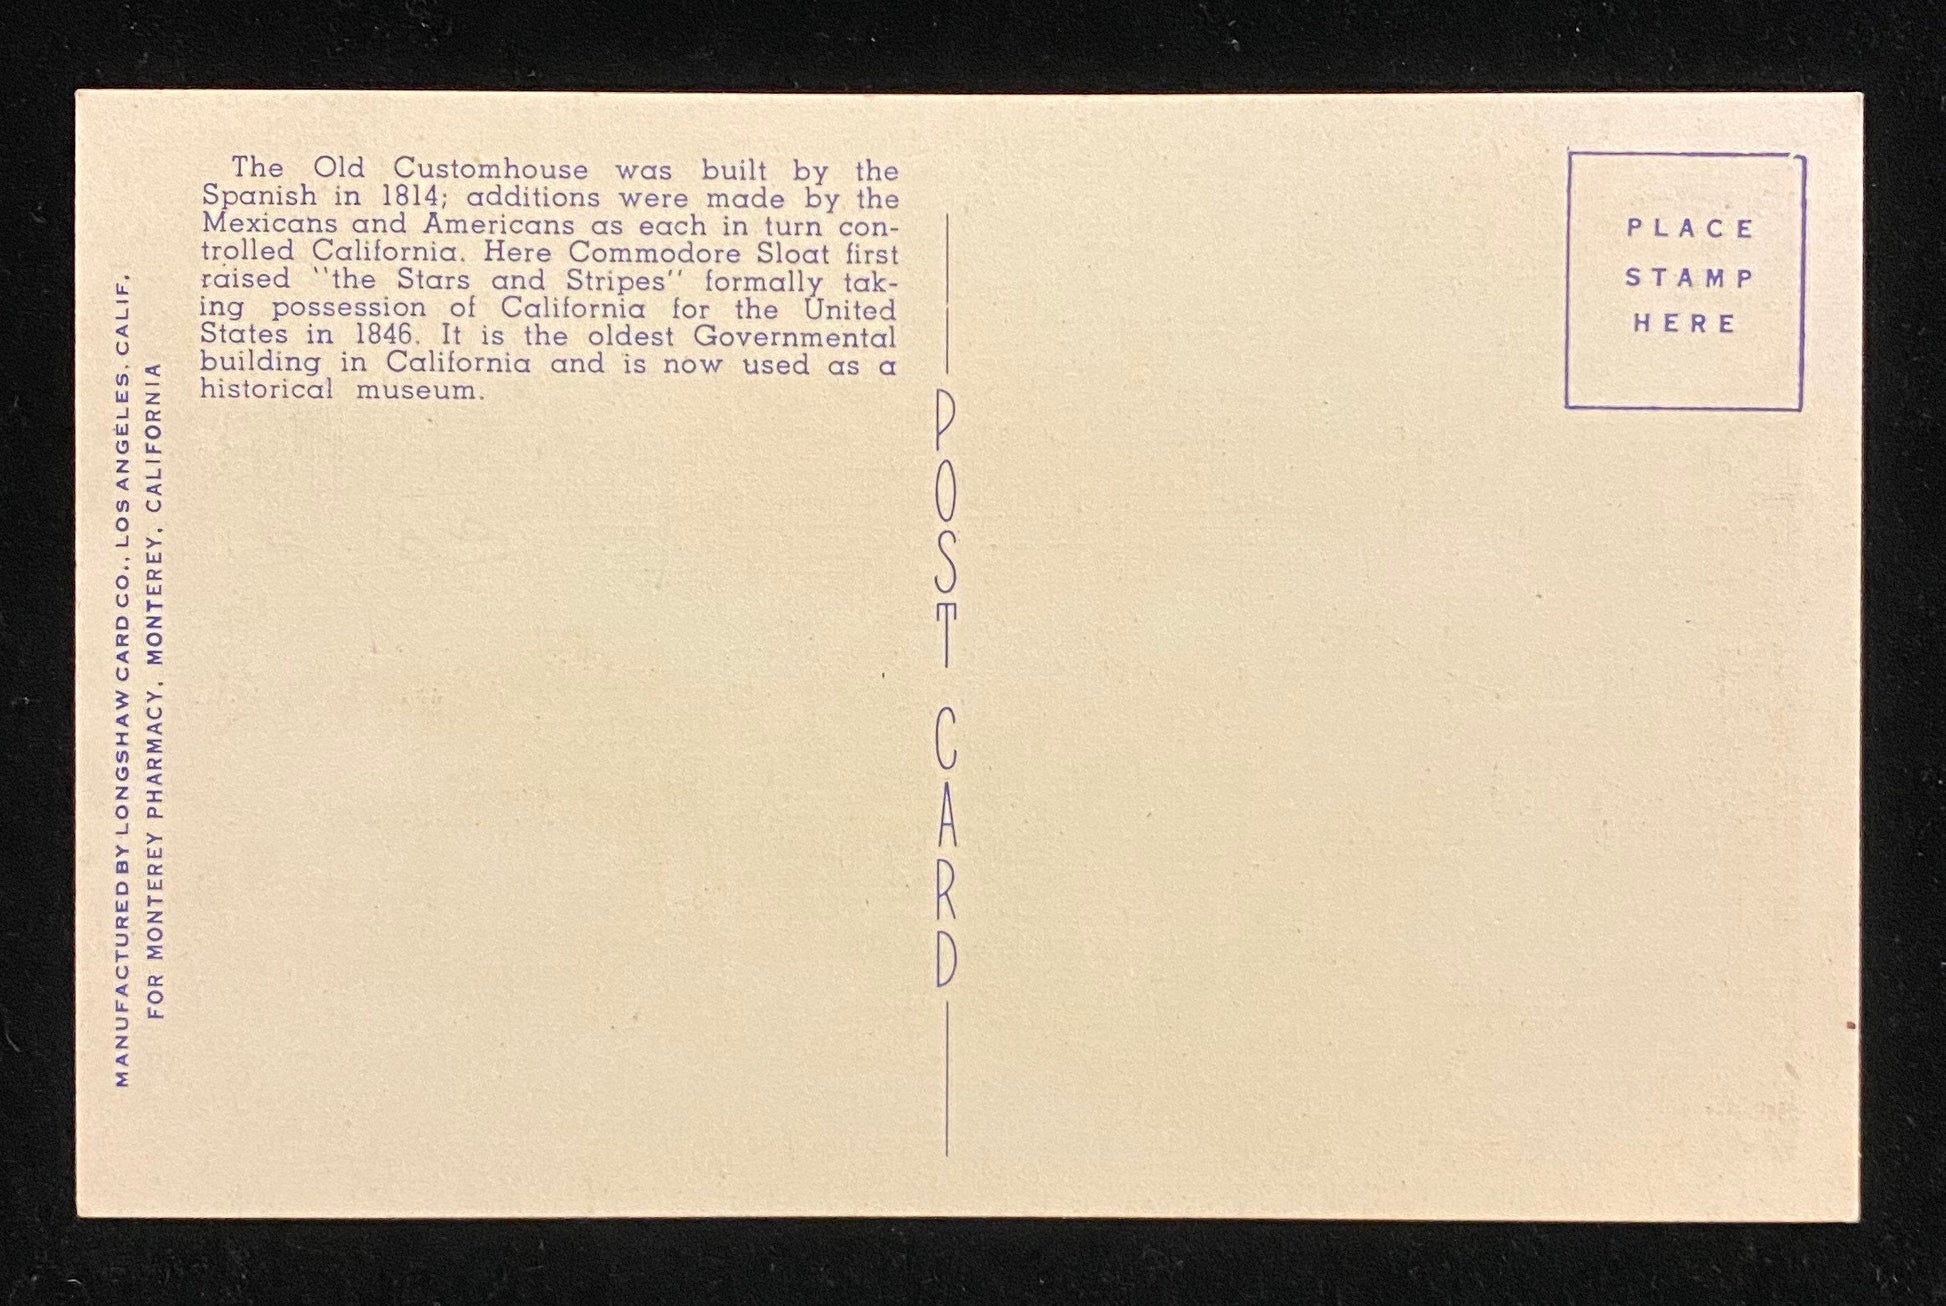 The Old Customhouse was built by the
Spanish in 1814; additions were made by the
Mexicans and Americans as each in turn con-
trolled California. Here Commodore Sloat first
raised "the Stars and Stripes" formally tak-
ing possession of California for the United
States in 1846. It is the oldest Governmental
building in California and is now used as a
historical museum.
MANUFACTURED BY LONGSHAW CARD CO., LOS ANGELES, CALIF.
FOR MONTEREY PHARMACY, MONTEREY, CALIFORNIA
POST CARD
PLACE
STAMP
HERE